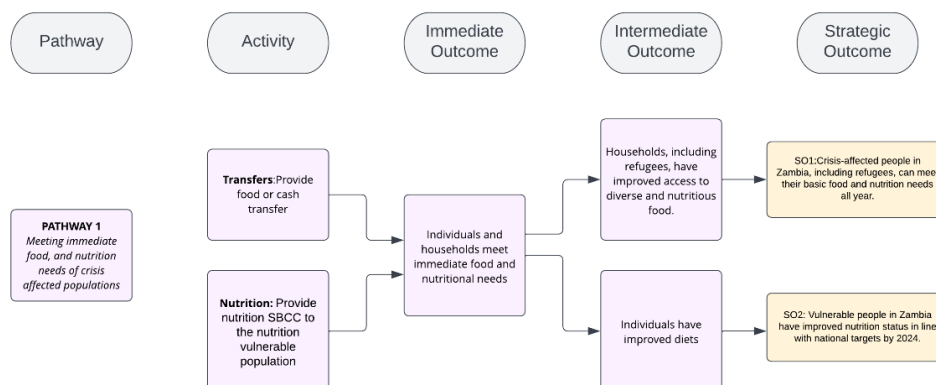 Pathway
Activity
Immediate
Outcome
Intermediate
Outcome
Strategic
Outcome
PATHWAY 1
Meeting immediate
food, and nutrition
needs of crisis
affected populations
Transfers:Provide
food or cash
transfer
Nutrition: Provide
nutrition SBCC to
the nutrition
vulnerable
population
Individuals and
households meet
immediate food and
nutritional needs
Households, including
refugees, have
improved access to
diverse and nutritious
food.
Individuals have
improved diets
SO1:Crisis-affected people in
Zambia, including refugees, can mee
their basic food and nutrition needs
all year.
SO2: Vulnerable people in Zambia
have improved nutrition status in line
with national targets by 2024.